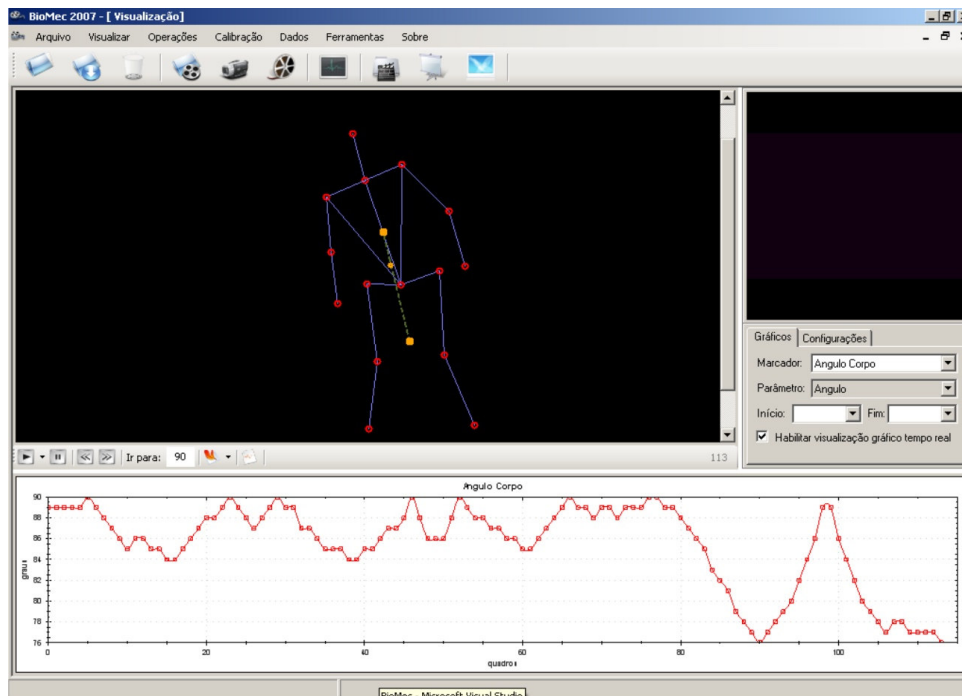 BioMec 2007 - [ Visualização]
Arquivo Visualizar Operações Calibração Dados Ferramentas Sobre
Gráficos Configurações
Marcador: Angulo Corpo
Parâmetro: Angulo
Início: Fim:
Habilitar visualização gráfico tempo real
Ir para: 90 113
Angulo Corpo
90
88
86
84
82
80
78
76
0 20 40 60 80 100
quadros
BioMec - Microsoft Visual Studio